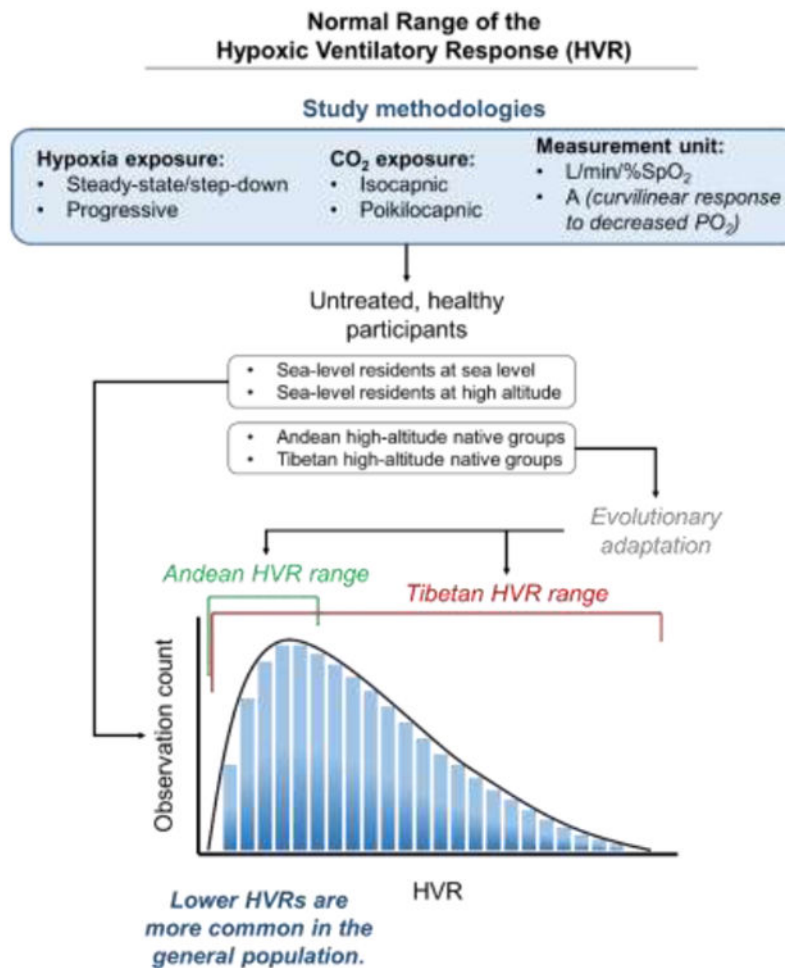 Normal Range of the
Hypoxic Ventilatory Response (HVR)
Study methodologies
Hypoxia exposure:
• Steady-state/step-down
• Progressive
CO₂ exposure:
• Isocapnic
• Poikilocapnic
Measurement unit:
• L/min/%SpO₂
• A (curvilinear response
to decreased PO₂)
Untreated, healthy
participants
• Sea-level residents at sea level
• Sea-level residents at high altitude
• Andean high-altitude native groups
• Tibetan high-altitude native groups
Evolutionary
adaptation
Andean HVR range
Tibetan HVR range
Observation count
HVR
Lower HVRs are
more common in the
general population.